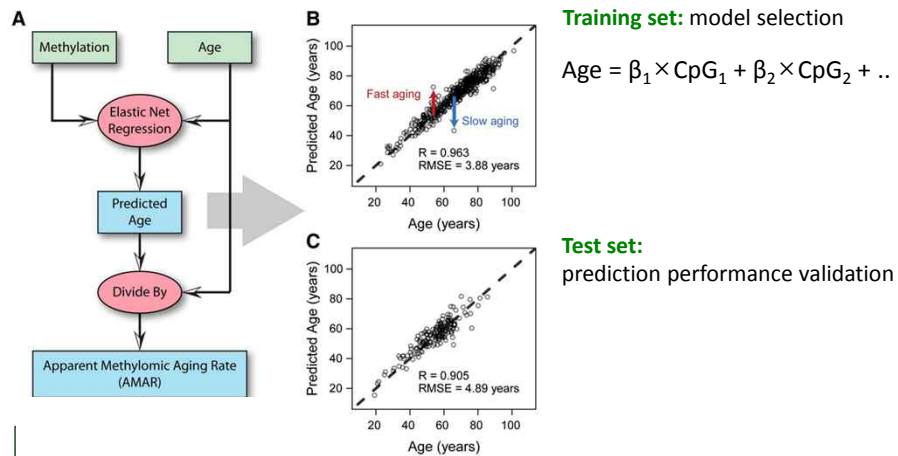 A
Methylation
Age
Elastic Net
Regression
Predicted
Age
Divide By
Apparent Methylomic Aging Rate
(AMAR)
B
Predicted Age (years)
100
80
60
40
20
Fast aging
Slow aging
R = 0.963
RMSE = 3.88 years
20 40 60 80 100
Age (years)
Training set: model selection
Age = β₁×CpG₁ + β₂×CpG₂ + ..
C
Predicted Age (years)
100
80
60
40
20
R = 0.905
RMSE = 4.89 years
20 40 60 80 100
Age (years)
Test set:
prediction performance validation